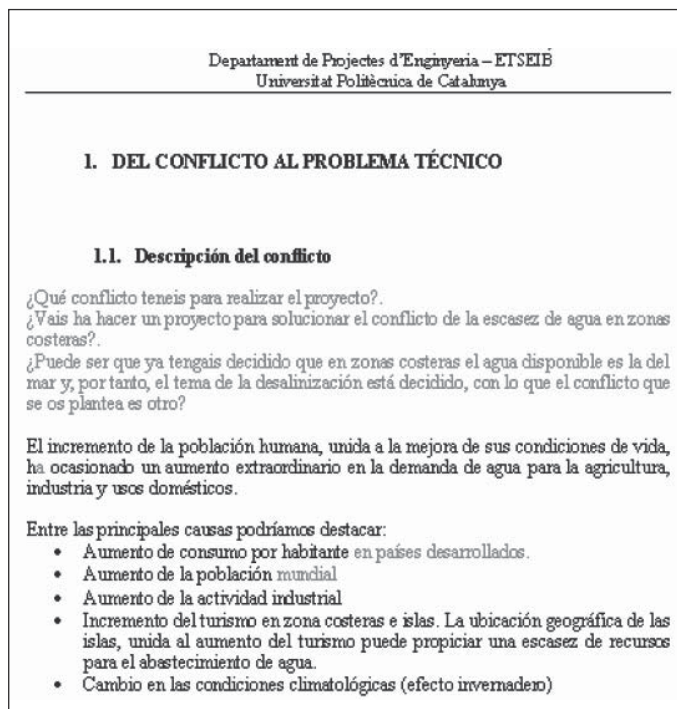 Departament de Projectes d'Enginyeria – ETSEIB
Universitat Politècnica de Catalunya
1. DEL CONFLICTO AL PROBLEMA TÉCNICO
1.1. Descripción del conflicto
¿Qué conflicto teneis para realizar el proyecto?.
¿Vais ha hacer un proyecto para solucionar el conflicto de la escasez de agua en zonas
costeras?.
¿Puede ser que ya tengais decidido que en zonas costeras el agua disponible es la del
mar y, por tanto, el tema de la desalinización está decidido, con lo que el conflicto que
se os plantea es otro?
El incremento de la población humana, unida a la mejora de sus condiciones de vida,
ha ocasionado un aumento extraordinario en la demanda de agua para la agricultura,
industria y usos domésticos.
Entre las principales causas podríamos destacar:
• Aumento de consumo por habitante en países desarrollados.
• Aumento de la población mundial
• Aumento de la actividad industrial
• Incremento del turismo en zona costeras e islas. La ubicación geográfica de las
islas, unida al aumento del turismo puede propiciar una escasez de recursos
para el abastecimiento de agua.
• Cambio en las condiciones climatológicas (efecto invernadero)